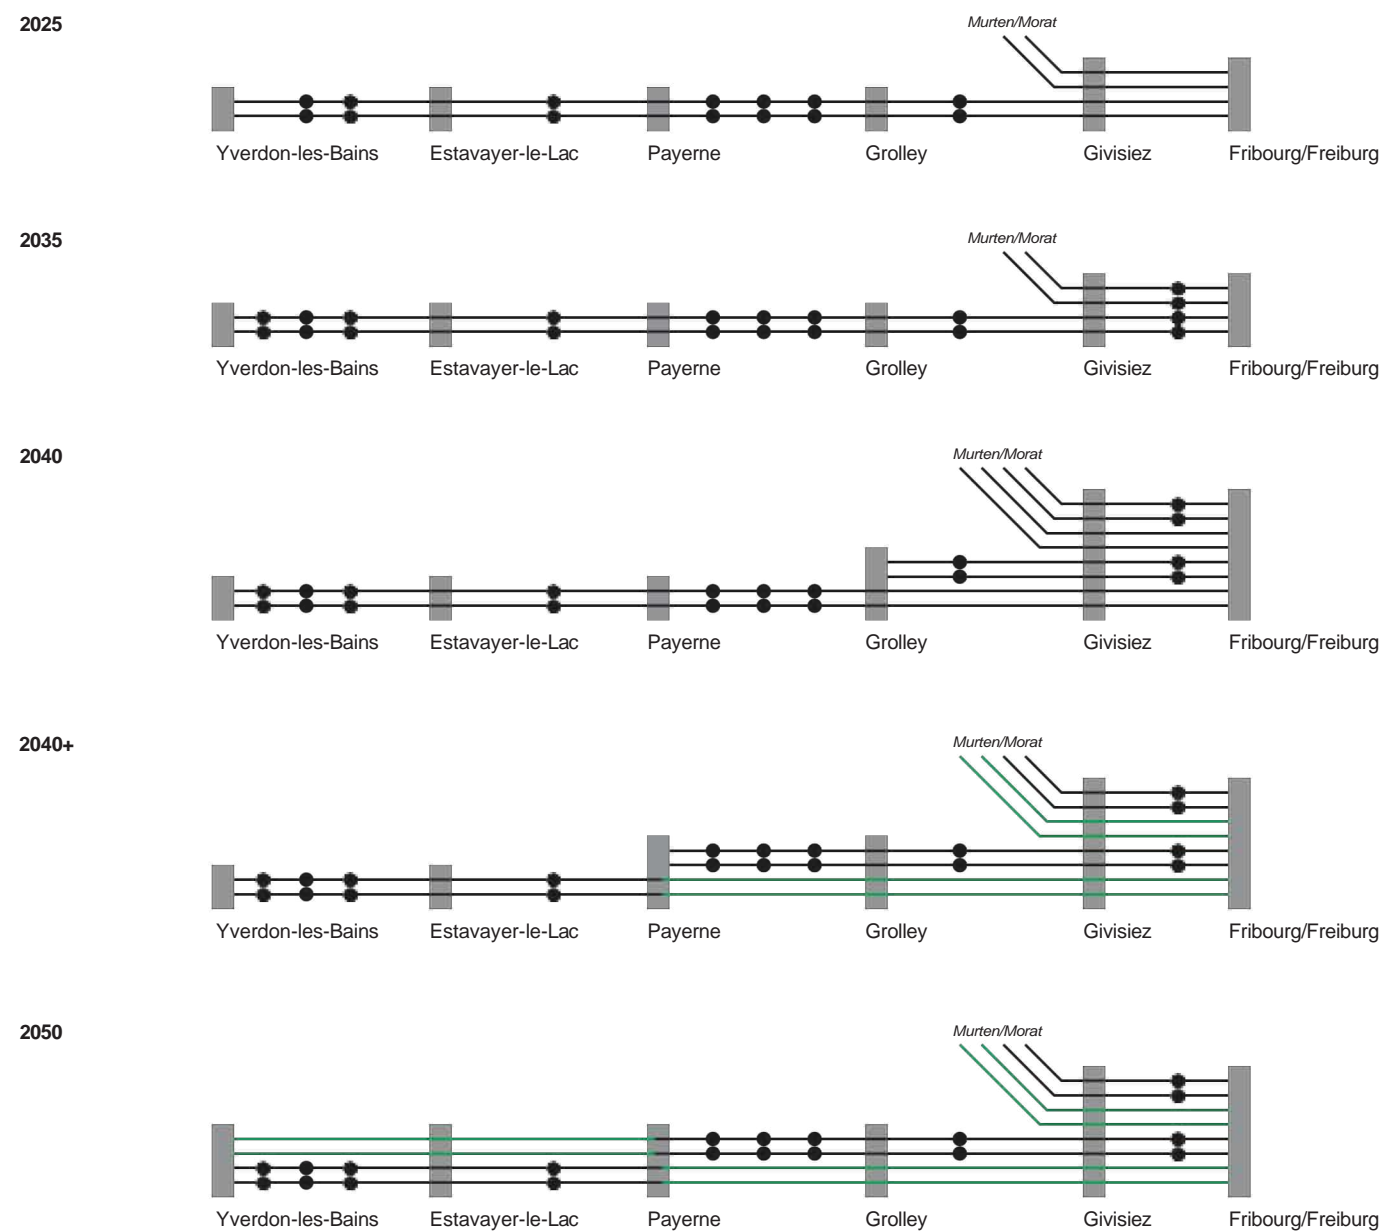 2025
Murten/Morat
Yverdon-les-Bains Estavayer-le-Lac Payerne Grolley Givisiez Fribourg/Freiburg
2035
Murten/Morat
Yverdon-les-Bains Estavayer-le-Lac Payerne Grolley Givisiez Fribourg/Freiburg
2040
Murten/Morat
Yverdon-les-Bains Estavayer-le-Lac Payerne Grolley Givisiez Fribourg/Freiburg
2040+
Murten/Morat
Yverdon-les-Bains Estavayer-le-Lac Payerne Grolley Givisiez Fribourg/Freiburg
2050
Murten/Morat
Yverdon-les-Bains Estavayer-le-Lac Payerne Grolley Givisiez Fribourg/Freiburg